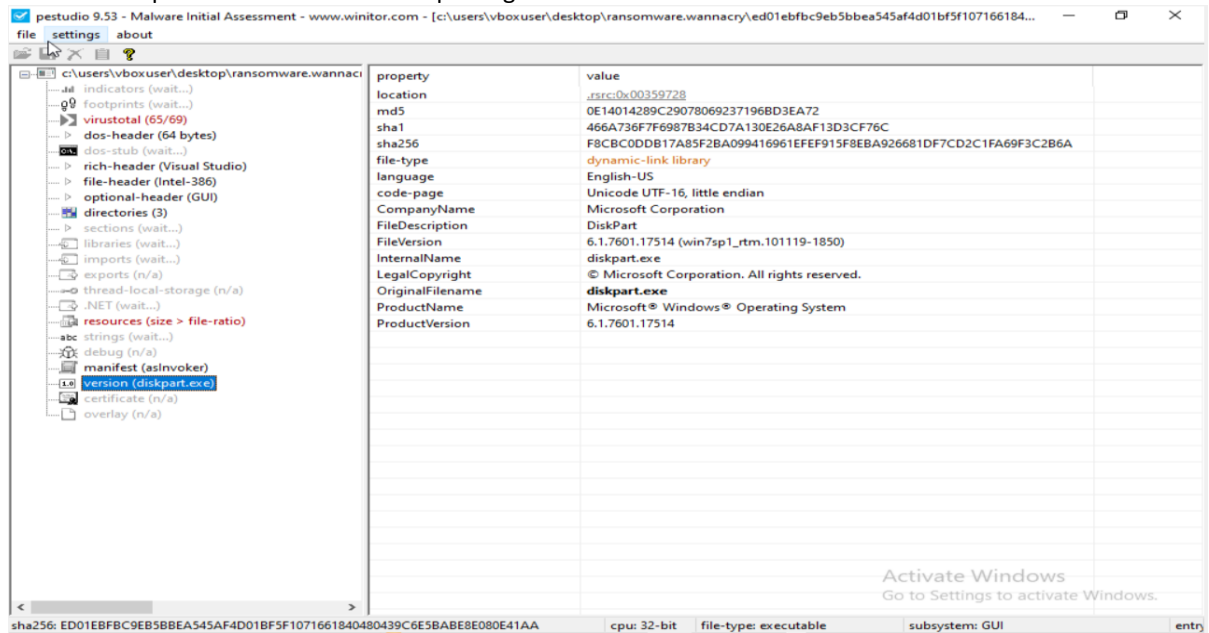 pestudio 9.53 - Malware Initial Assessment - www.winitor.com - [c:\users\vboxuser\desktop\ransomware.wannacry\ed01ebfbc9eb5bbea545af4d01bf5f107166184...
file settings about
c:\users\vboxuser\desktop\ransomware.wannacı
indicators (wait...)
footprints (wait...)
virustotal (65/69)
dos-header (64 bytes)
dos-stub (wait...)
rich-header (Visual Studio)
file-header (Intel-386)
optional-header (GUI)
directories (3)
sections (wait...)
libraries (wait...)
imports (wait...)
exports (n/a)
thread-local-storage (n/a)
.NET (wait...)
resources (size > file-ratio)
abc strings (wait...)
debug (n/a)
manifest (asInvoker)
1.0 version (diskpart.exe)
certificate (n/a)
overlay (n/a)
property value
location .rsrc:0x00359728
md5 0E14014289C29078069237196BD3EA72
sha1 466A736F7F6987B34CD7A130E26A8AF13D3CF76C
sha256 F8CBC0DDB17A85F2BA099416961EFEF915F8EBA926681DF7CD2C1FA69F3C2B6A
file-type dynamic-link library
language English-US
code-page Unicode UTF-16, little endian
CompanyName Microsoft Corporation
FileDescription DiskPart
FileVersion 6.1.7601.17514 (win7sp1_rtm.101119-1850)
InternalName diskpart.exe
LegalCopyright © Microsoft Corporation. All rights reserved.
OriginalFilename diskpart.exe
ProductName Microsoft® Windows® Operating System
ProductVersion 6.1.7601.17514
Activate Windows
Go to Settings to activate Windows.
sha256: ED01EBFBC9EB5BBEA545AF4D01BF5F1071661840480439C6E5BABE8E080E41AA cpu: 32-bit file-type: executable subsystem: GUI entry